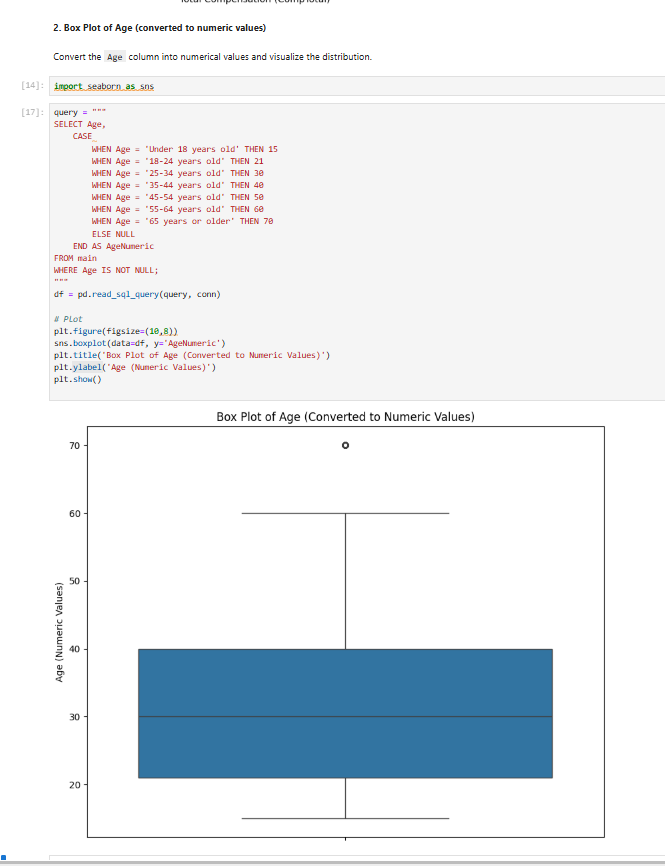 Total Compensation (CompTotal)
2. Box Plot of Age (converted to numeric values)
Convert the Age column into numerical values and visualize the distribution.
[14]: import seaborn as sns
[17]: query = """
SELECT Age,
    CASE
        WHEN Age = 'Under 18 years old' THEN 15
        WHEN Age = '18-24 years old' THEN 21
        WHEN Age = '25-34 years old' THEN 30
        WHEN Age = '35-44 years old' THEN 40
        WHEN Age = '45-54 years old' THEN 50
        WHEN Age = '55-64 years old' THEN 60
        WHEN Age = '65 years or older' THEN 70
        ELSE NULL
    END AS AgeNumeric
FROM main
WHERE Age IS NOT NULL;
"""
df = pd.read_sql_query(query, conn)
# Plot
plt.figure(figsize=(10,8))
sns.boxplot(data=df, y='AgeNumeric')
plt.title('Box Plot of Age (Converted to Numeric Values)')
plt.ylabel('Age (Numeric Values)')
plt.show()
Box Plot of Age (Converted to Numeric Values)
70
60
50
40
30
20
Age (Numeric Values)